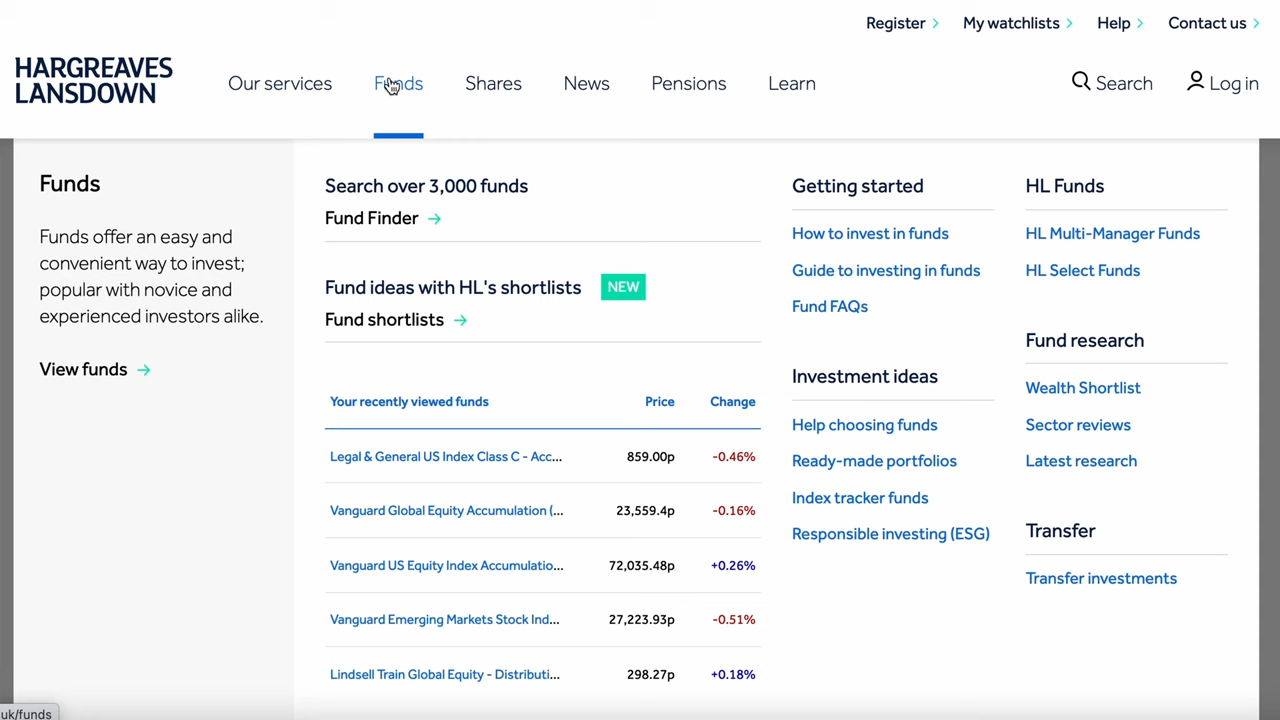 Register
My watchlists
Help
Contact us
HARGREAVES
LANSDOWN
Our services
Funds
Shares
News
Pensions
Learn
Search
Log in
Funds
Funds offer an easy and
convenient way to invest;
popular with novice and
experienced investors alike.
View funds
Search over 3,000 funds
Fund Finder
Fund ideas with HL's shortlists NEW
Fund shortlists
Your recently viewed funds Price Change
Legal & General US Index Class C - Acc... 859.00p -0.46%
Vanguard Global Equity Accumulation (... 23,559.4p -0.16%
Vanguard US Equity Index Accumulatio... 72,035.48p +0.26%
Vanguard Emerging Markets Stock Ind... 27,223.93p -0.51%
Lindsell Train Global Equity - Distributi... 298.27p +0.18%
Getting started
How to invest in funds
Guide to investing in funds
Fund FAQs
Investment ideas
Help choosing funds
Ready-made portfolios
Index tracker funds
Responsible investing (ESG)
HL Funds
HL Multi-Manager Funds
HL Select Funds
Fund research
Wealth Shortlist
Sector reviews
Latest research
Transfer
Transfer investments
uk/funds